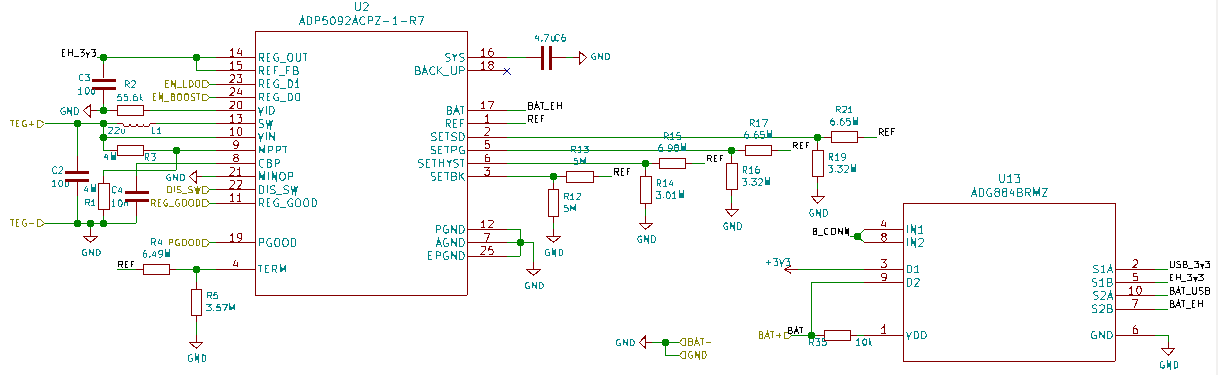 U2
ADP5092ACPZ-1-R7
EH_3v3
14 REG_OUT
15 REF_FB
EN_LDO 23 REG_D1
EN_BOOST 24 REG_D0
20 VID
13 SW
10 VIN
9 MPPT
8 CBP
21 MINOP
DIS_SW 22 DIS_SW
REG_GOOD 11 REG_GOOD
PGOOD 19 PGOOD
4 TERM
C3
R2
55.6k
GND
TEG+
22u L1
4M R3
C2
4M
R1
C4
GND
TEG-
GND
R4
6.49M
REF
R5
3.57M
GND
SYS 16
BACK_UP 18
4.7u C6
GND
BAT 17 BAT_EH
REF 1 REF
SETSD 2
SETPG 5
SETHYST 6
SETBK 3
PGND 12
AGND 7
EPGND 25
GND
R13
5M
REF
R12
5M
GND
R15
6.98M
REF
R14
3.01M
GND
R17
6.65M
REF
R16
3.32M
GND
R21
6.65M
REF
R19
3.32M
GND
GND
BAT-
GND
U13
ADG884BRMZ
4 IN1
8 IN2
+3v3
3 D1
9 D2
BAT+
BAT
R35 10k
1 VDD
S1A 2 USB_3v3
S1B 5 EH_3v3
S2A 10 BAT_USB
S2B 7 BAT_EH
GND 6
GND